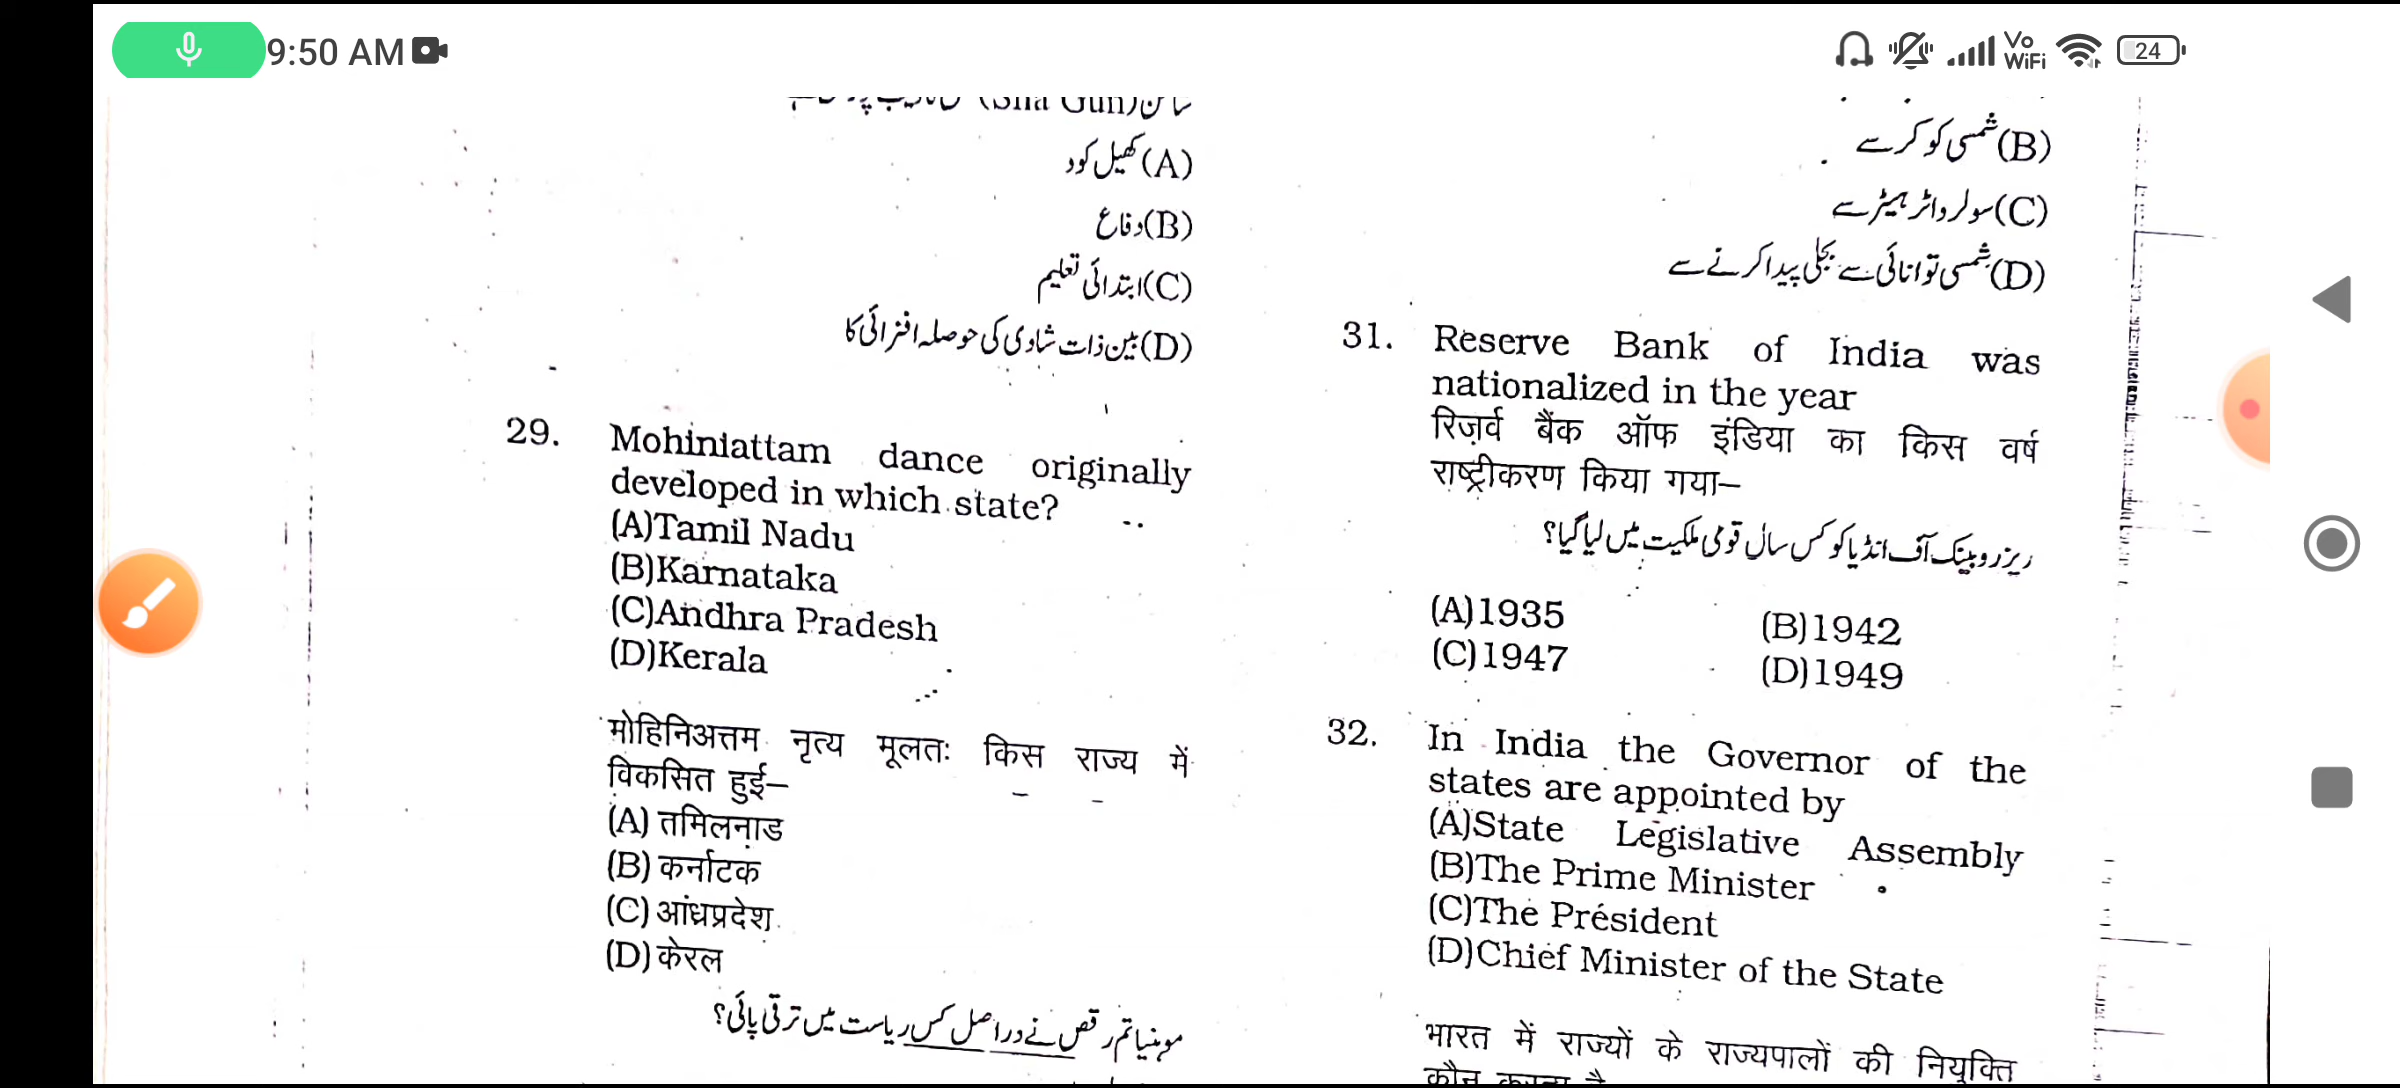 9:50 AM
Vo
WiFi
24
سائن(Sila Gun)
(A)کھیل کود
(B)دفاع
(C)ابتدائی تعلیم
(D)بین ذات شادی کی حوصلہ افزائی کا
29. Mohiniattam dance originally
developed in which state?
(A)Tamil Nadu
(B)Karnataka
(C)Andhra Pradesh
(D)Kerala
मोहिनिअत्तम नृत्य मूलतः किस राज्य में
विकसित हुई–
(A) तमिलनाड
(B) कर्नाटक
(C) आंध्रप्रदेश
(D) केरल
موہنیاتم رقص نے دراصل کس ریاست میں ترقی پائی؟
(B)شمسی کوکر سے
(C)سولر واٹر ہیٹر سے
(D)شمسی توانائی سے بجلی پیدا کرنے سے
31. Reserve Bank of India was
nationalized in the year
रिज़र्व बैंक ऑफ इंडिया का किस वर्ष
राष्ट्रीकरण किया गया–
ریزرو بینک آف انڈیا کو کس سال قومی ملکیت میں لیا گیا؟
(A)1935 (B)1942
(C)1947 (D)1949
32. In India the Governor of the
states are appointed by
(A)State Legislative Assembly
(B)The Prime Minister
(C)The President
(D)Chief Minister of the State
भारत में राज्यों के राज्यपालों की नियुक्ति
कौन करता है